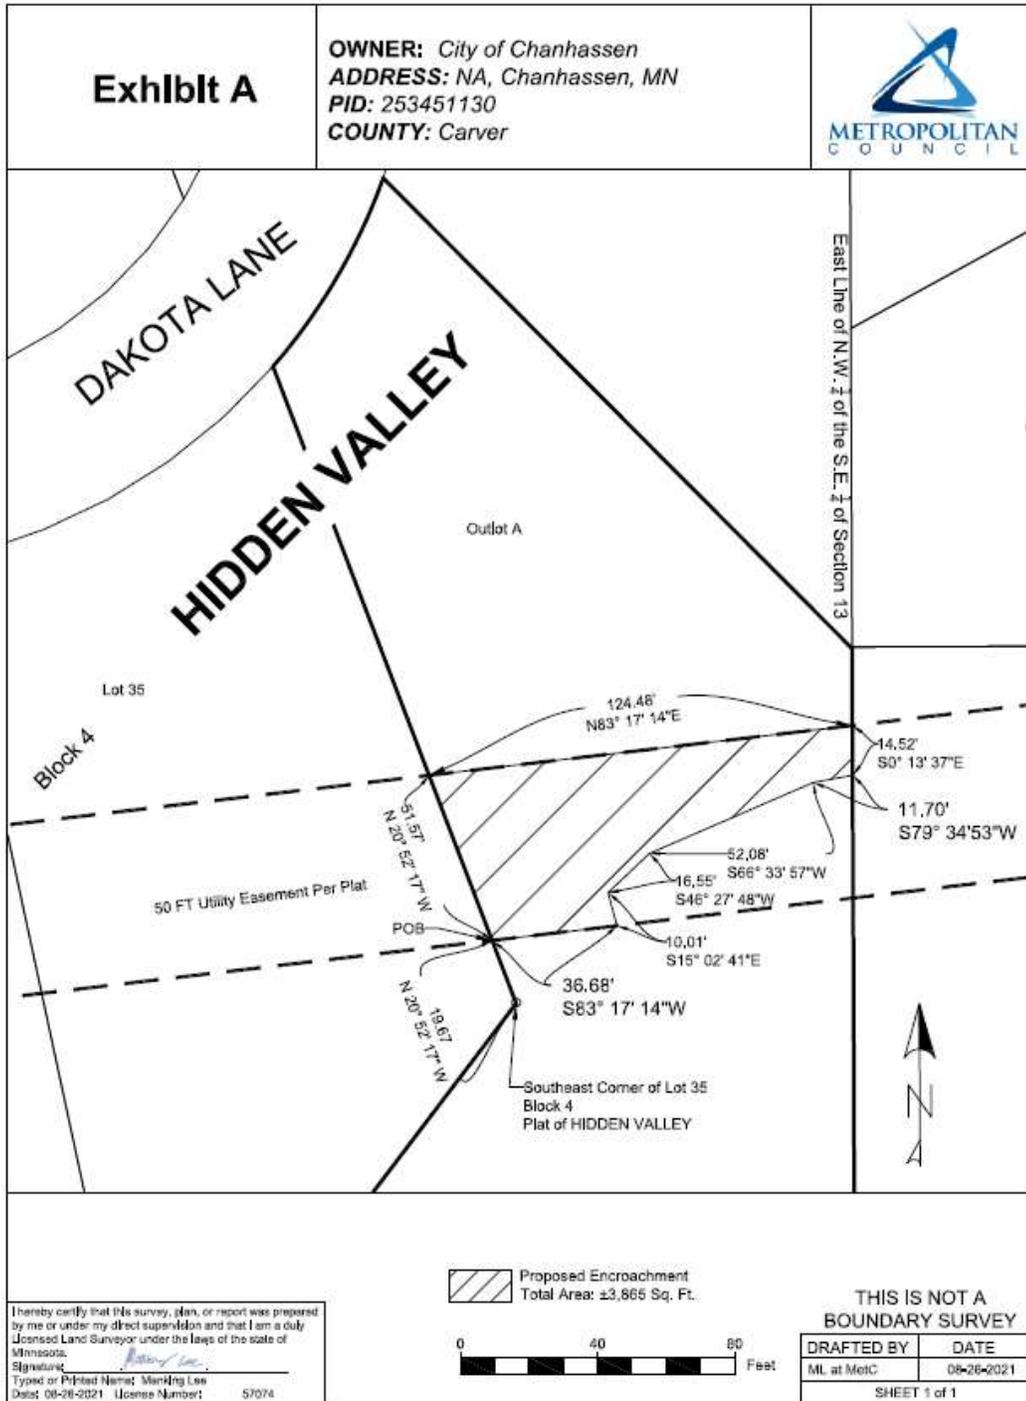 Exhibit A
OWNER: City of Chanhassen
ADDRESS: NA, Chanhassen, MN
PID: 253451130
COUNTY: Carver
METROPOLITAN
COUNCIL
DAKOTA LANE
HIDDEN VALLEY
East Line of N.W. ¼ of the S.E. ¼ of Section 13
Outlot A
Lot 35
Block 4
124.48'
N83° 17' 14"E
14.52'
S0° 13' 37"E
11.70'
S79° 34'53"W
51.57'
N 20° 52' 17" W
52.08'
S66° 33' 57"W
16.55'
S46° 27' 48"W
50 FT Utility Easement Per Plat
POB
10.01'
S15° 02' 41"E
36.68'
S83° 17' 14"W
19.67
N 20° 52' 17" W
Southeast Corner of Lot 35
Block 4
Plat of HIDDEN VALLEY
N
Proposed Encroachment
Total Area: ±3,865 Sq. Ft.
0 40 80
Feet
I hereby certify that this survey, plan, or report was prepared
by me or under my direct supervision and that I am a duly
Licensed Land Surveyor under the laws of the state of
Minnesota.
Signature:
Typed or Printed Name: Manking Lee
Date: 08-26-2021 License Number: 57074
THIS IS NOT A
BOUNDARY SURVEY
DRAFTED BY DATE
ML at MetC 08-26-2021
SHEET 1 of 1